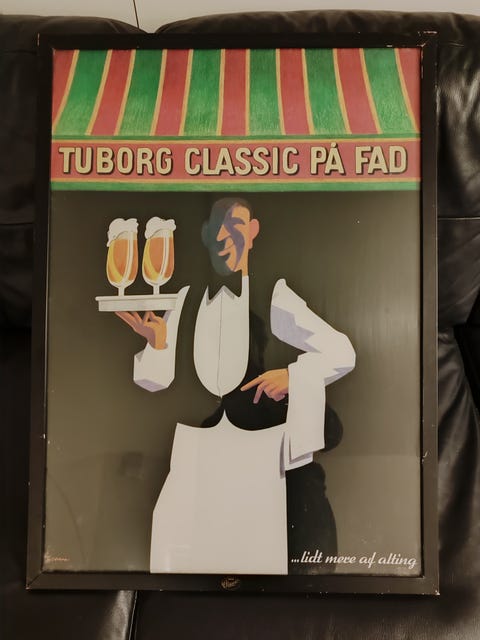 TUBORG CLASSIC PÅ FAD
...lidt mere af alting